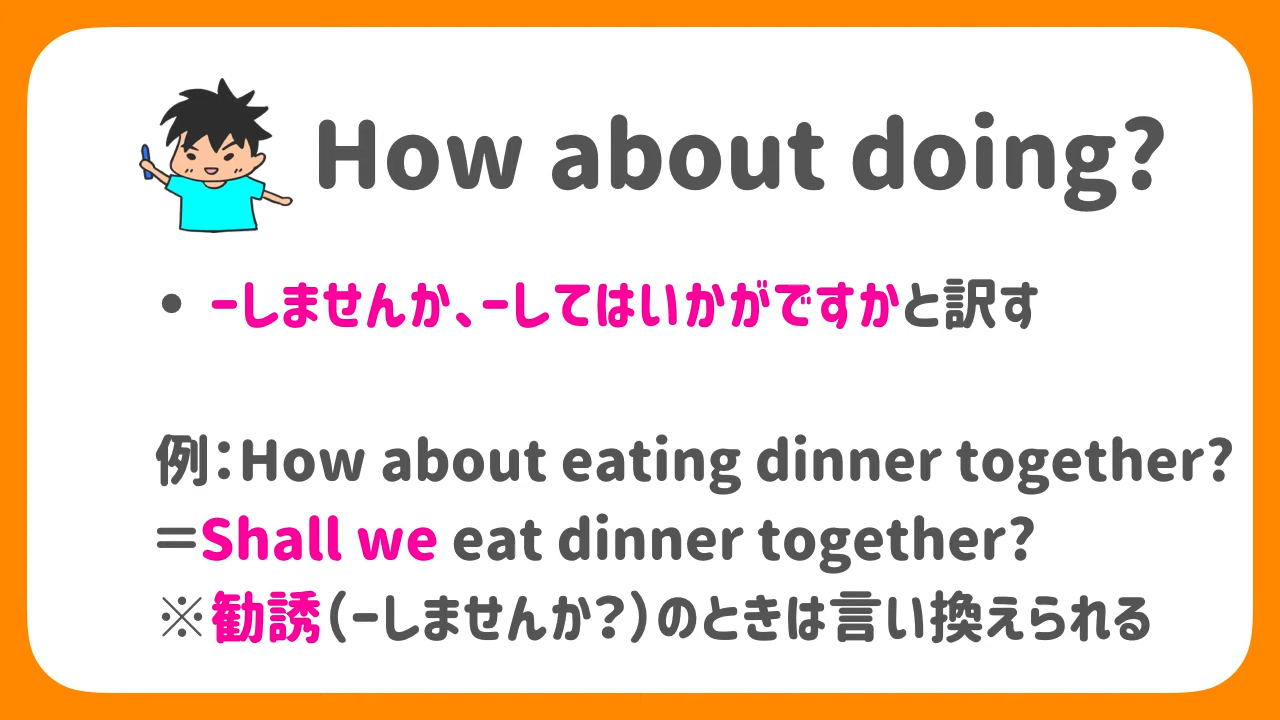 How about doing?
• ーしませんか、ーしてはいかがですかと訳す
例：How about eating dinner together?
＝Shall we eat dinner together?
※勧誘（ーしませんか？）のときは言い換えられる